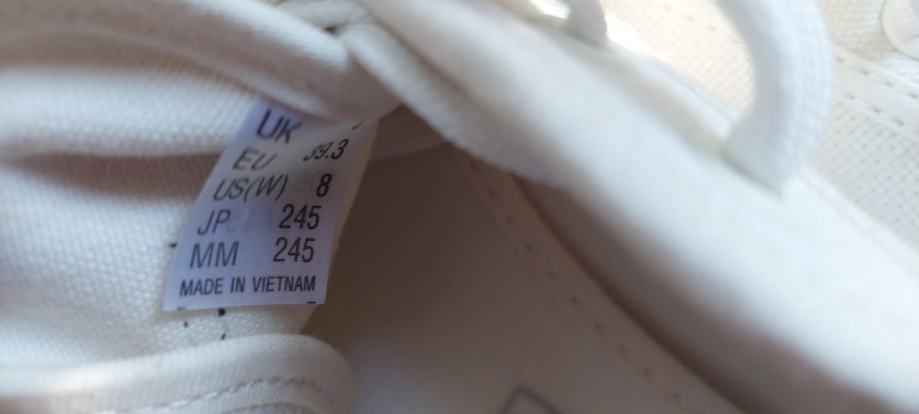 UK
EU 39.3
US(W) 8
JP 245
MM 245
MADE IN VIETNAM